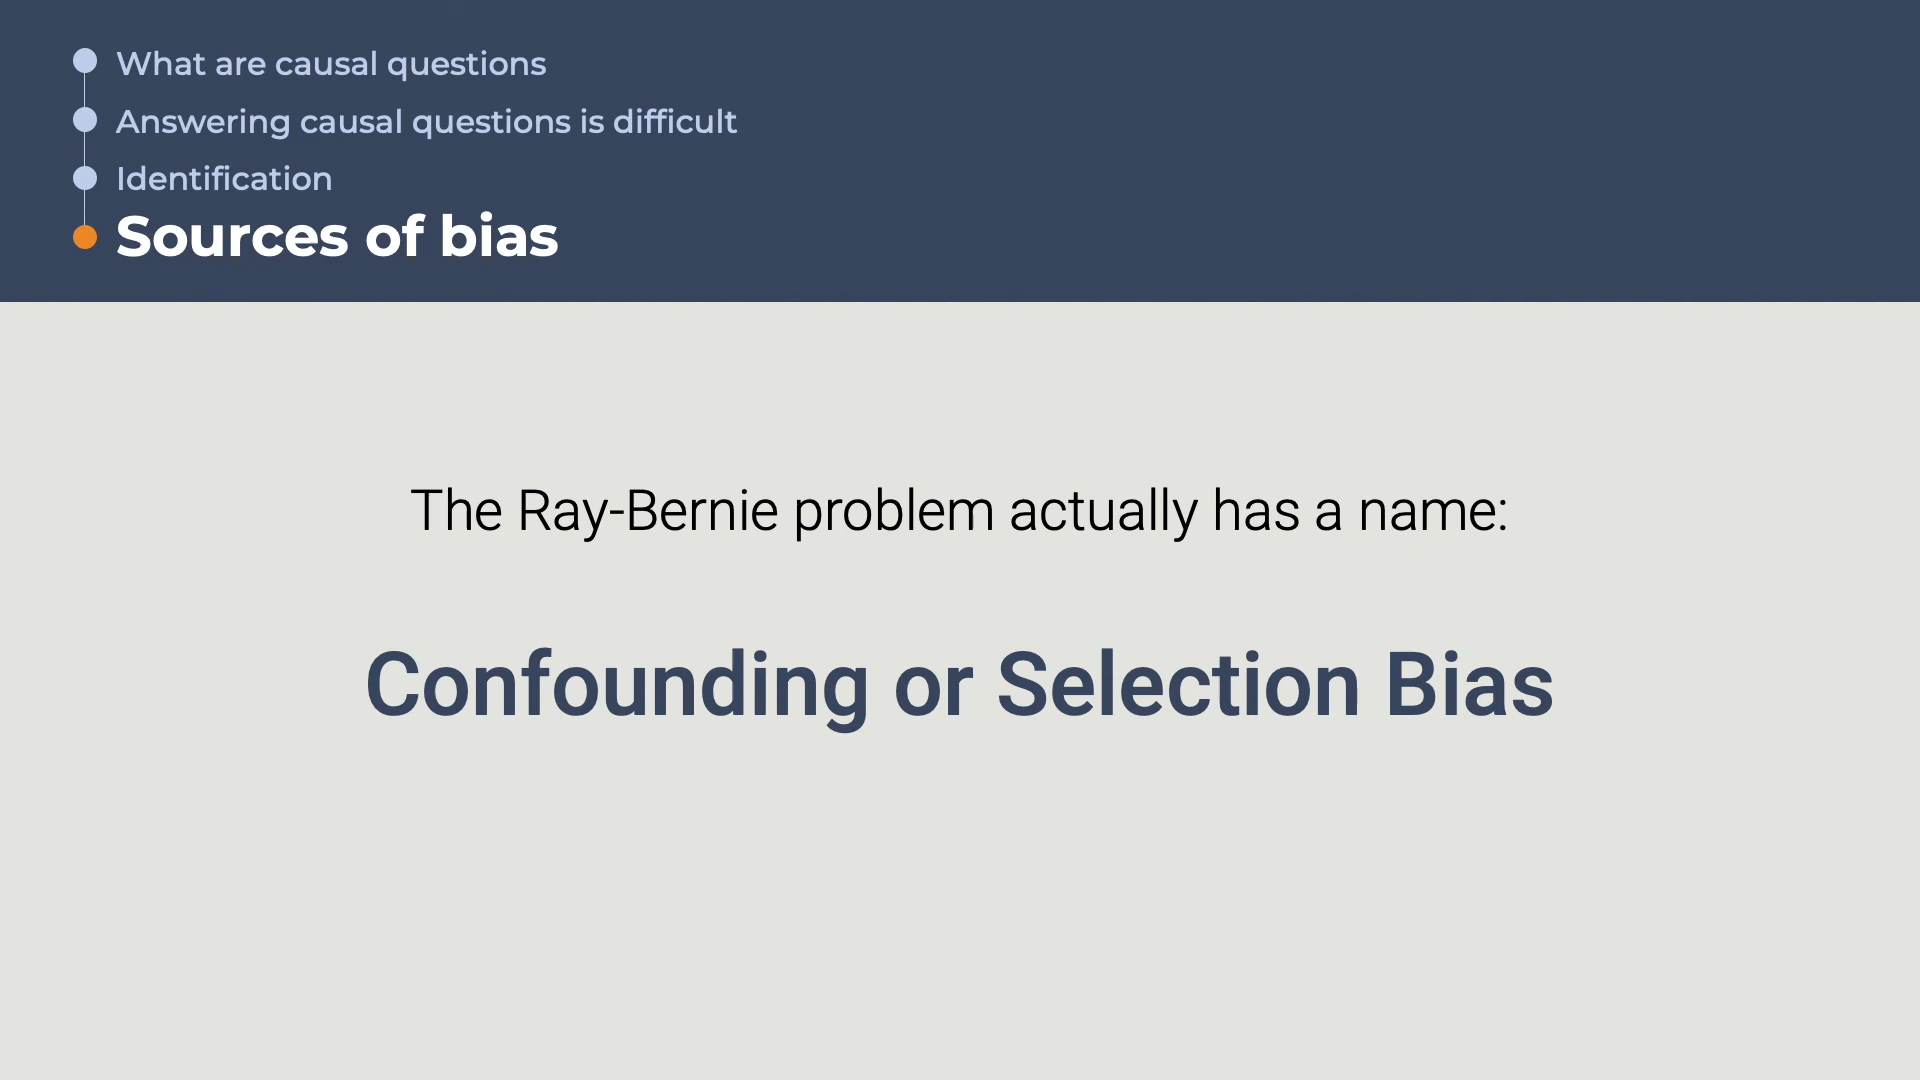 What are causal questions
Answering causal questions is difficult
Identification
Sources of bias
The Ray-Bernie problem actually has a name:
Confounding or Selection Bias